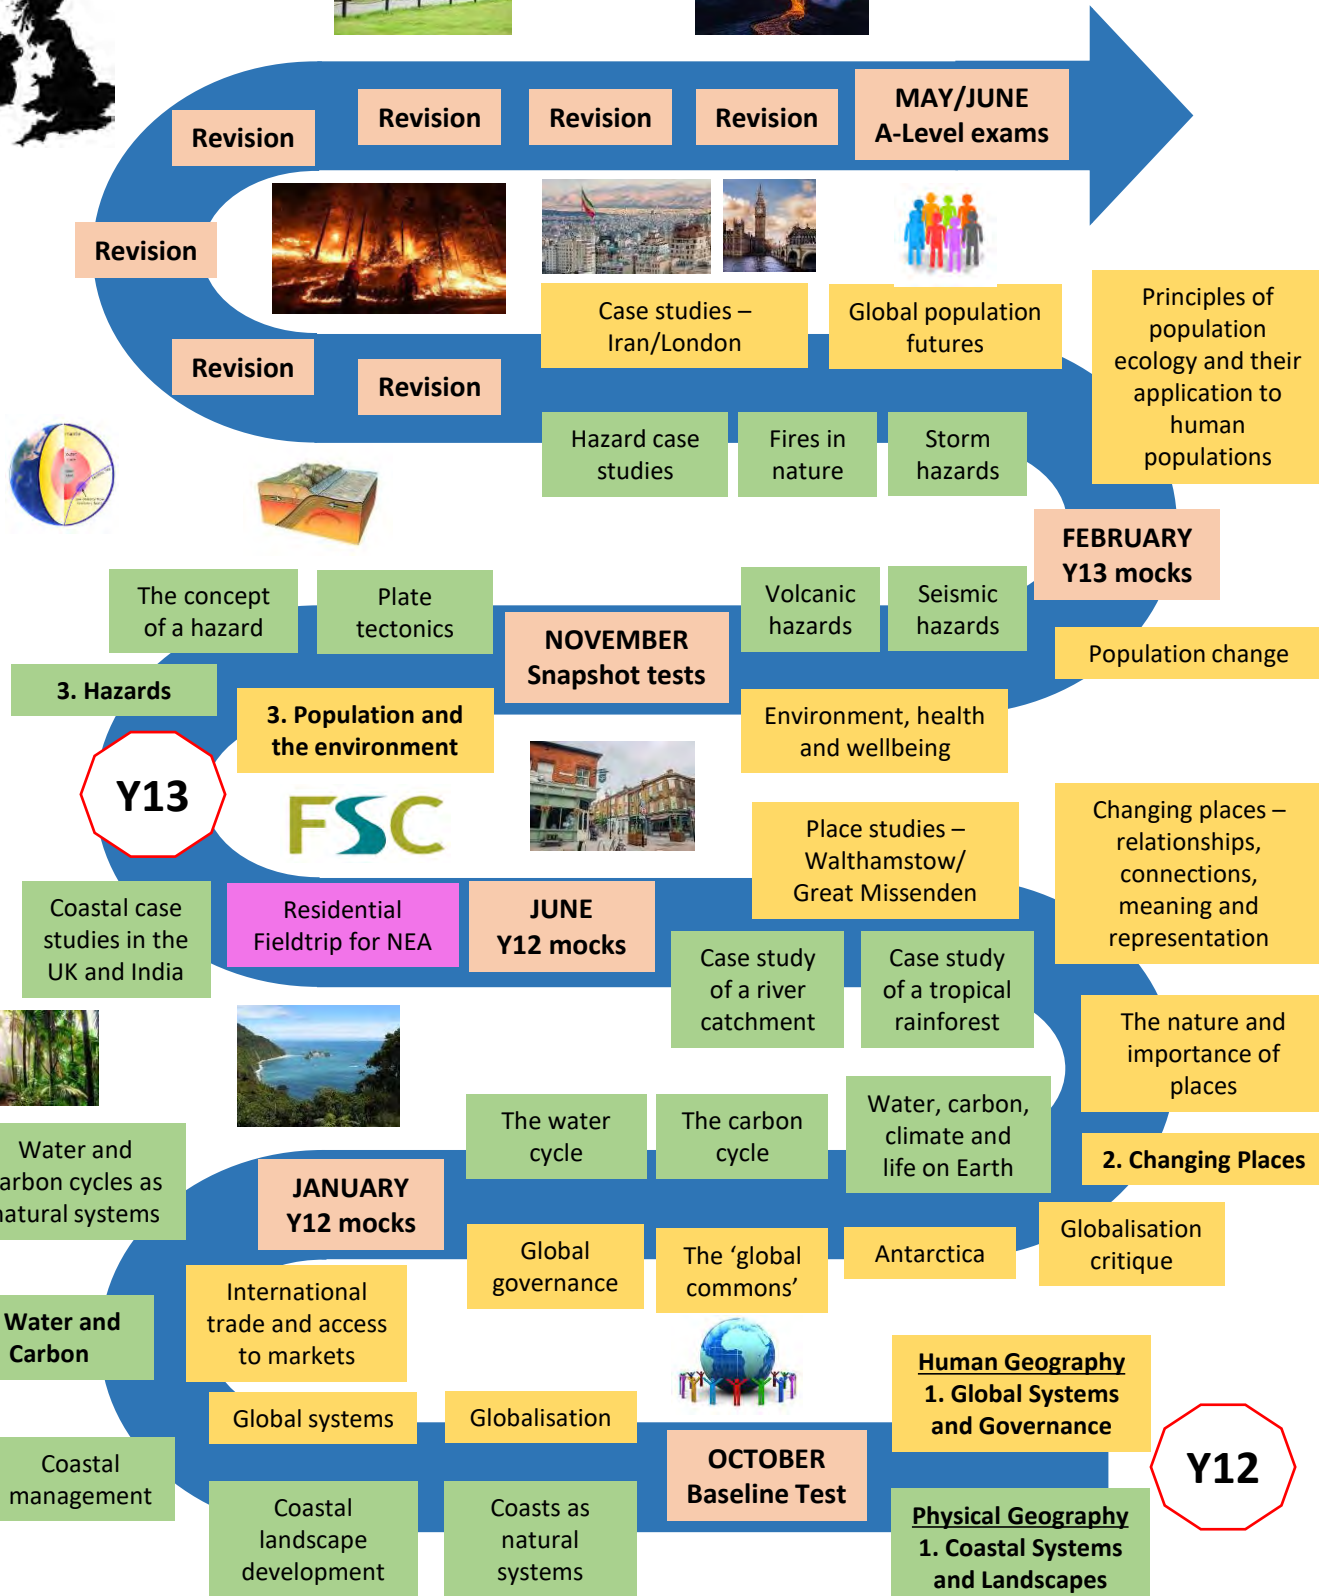 Revision
Revision
Revision
Revision
MAY/JUNE
A-Level exams
Revision
Case studies –
Iran/London
Global population
futures
Principles of
population
ecology and their
application to
human
populations
Revision
Revision
Hazard case
studies
Fires in
nature
Storm
hazards
FEBRUARY
Y13 mocks
The concept
of a hazard
Plate
tectonics
NOVEMBER
Snapshot tests
Volcanic
hazards
Seismic
hazards
Population change
3. Hazards
3. Population and
the environment
Environment, health
and wellbeing
Y13
FSC
Place studies –
Walthamstow/
Great Missenden
Changing places –
relationships,
connections,
meaning and
representation
Coastal case
studies in the
UK and India
Residential
Fieldtrip for NEA
JUNE
Y12 mocks
Case study
of a river
catchment
Case study
of a tropical
rainforest
The nature and
importance of
places
Water and
arbon cycles as
natural systems
JANUARY
Y12 mocks
The water
cycle
The carbon
cycle
Water, carbon,
climate and
life on Earth
2. Changing Places
Global
governance
The ‘global
commons’
Antarctica
Globalisation
critique
Water and
Carbon
International
trade and access
to markets
Global systems
Globalisation
Human Geography
1. Global Systems
and Governance
Coastal
management
Coastal
landscape
development
Coasts as
natural
systems
OCTOBER
Baseline Test
Y12
Physical Geography
1. Coastal Systems
and Landscapes